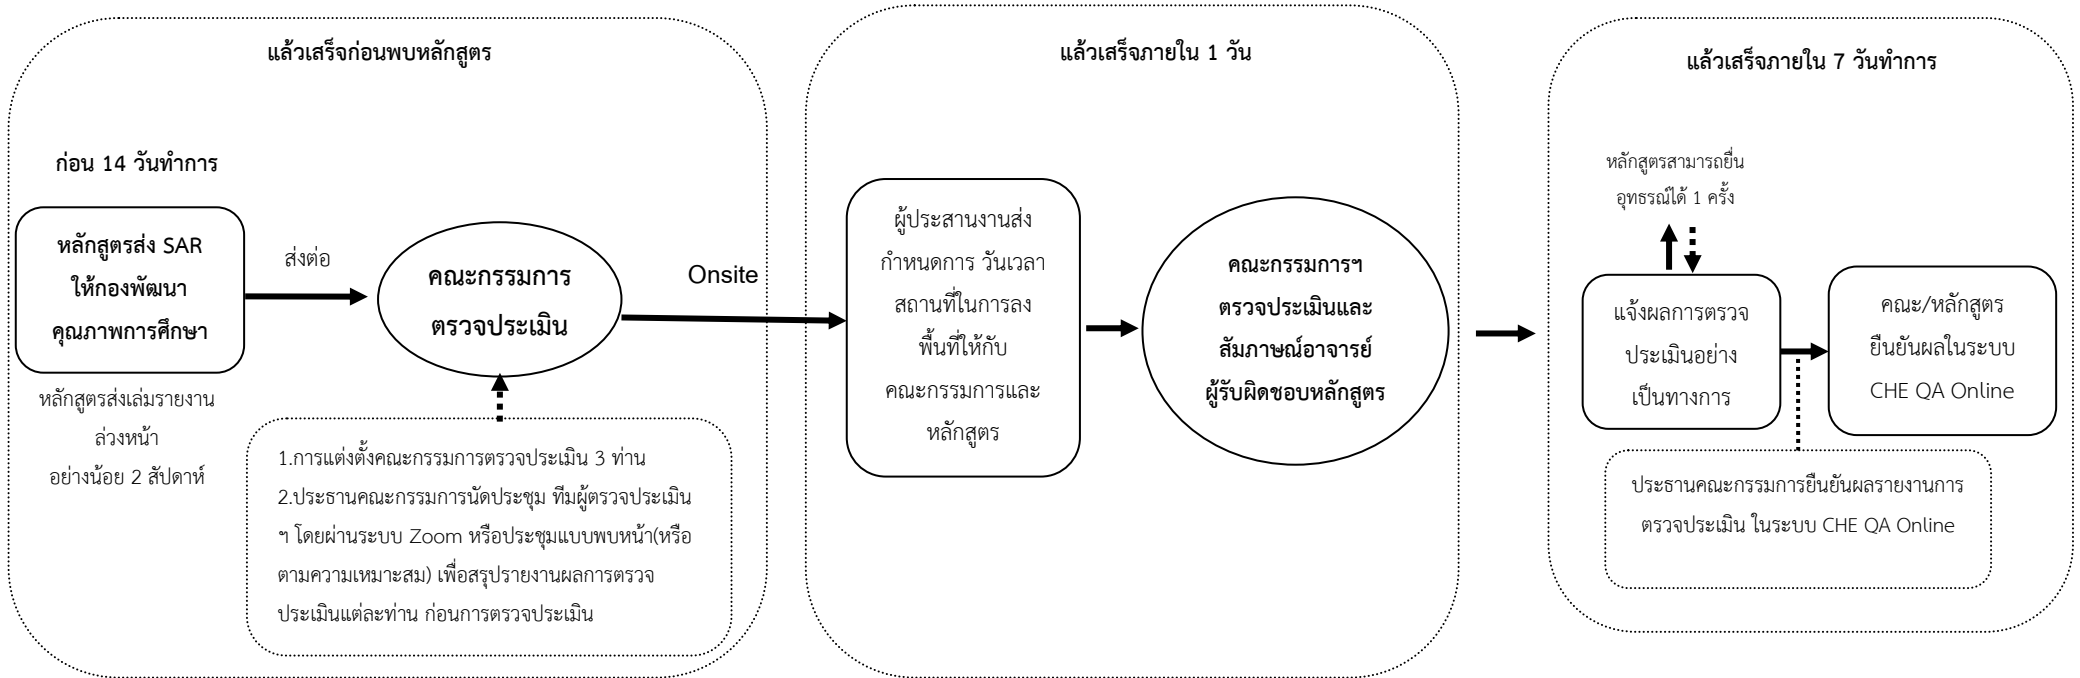 แล้วเสร็จก่อนพบหลักสูตร
ก่อน 14 วันทำการ
หลักสูตรส่ง SAR
ให้กองพัฒนา
คุณภาพการศึกษา
หลักสูตรส่งเล่มรายงาน
ล่วงหน้า
อย่างน้อย 2 สัปดาห์
ส่งต่อ
คณะกรรมการ
ตรวจประเมิน
1.การแต่งตั้งคณะกรรมการตรวจประเมิน 3 ท่าน
2.ประธานคณะกรรมการนัดประชุม ทีมผู้ตรวจประเมิน
ฯ โดยผ่านระบบ Zoom หรือประชุมแบบพบหน้า(หรือ
ตามความเหมาะสม) เพื่อสรุปรายงานผลการตรวจ
ประเมินแต่ละท่าน ก่อนการตรวจประเมิน
Onsite
แล้วเสร็จภายใน 1 วัน
ผู้ประสานงานส่ง
กำหนดการ วันเวลา
สถานที่ในการลง
พื้นที่ให้กับ
คณะกรรมการและ
หลักสูตร
คณะกรรมการฯ
ตรวจประเมินและ
สัมภาษณ์อาจารย์
ผู้รับผิดชอบหลักสูตร
แล้วเสร็จภายใน 7 วันทำการ
หลักสูตรสามารถยื่น
อุทธรณ์ได้ 1 ครั้ง
แจ้งผลการตรวจ
ประเมินอย่าง
เป็นทางการ
คณะ/หลักสูตร
ยืนยันผลในระบบ
CHE QA Online
ประธานคณะกรรมการยืนยันผลรายงานการ
ตรวจประเมิน ในระบบ CHE QA Online